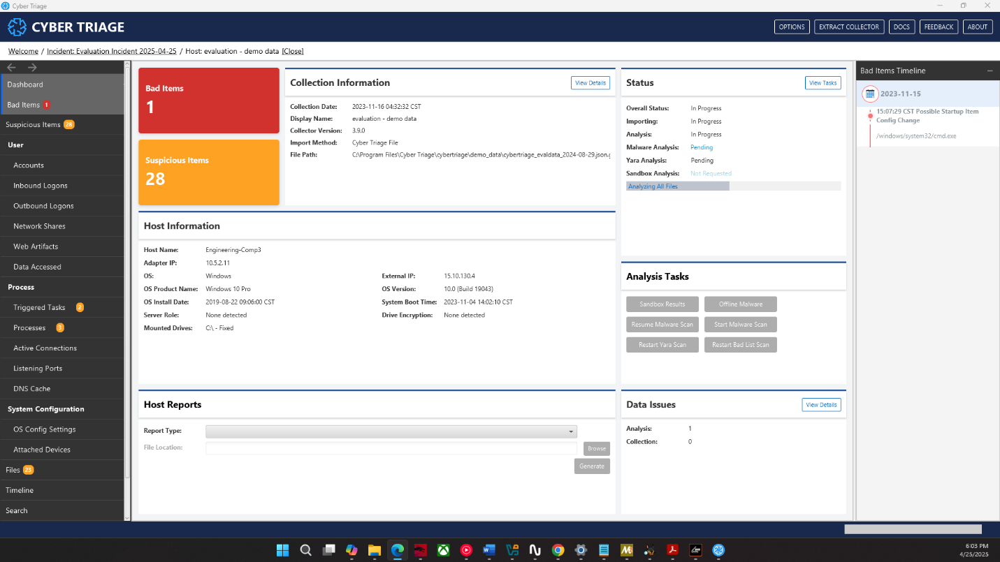 Cyber Triage
CYBER TRIAGE
OPTIONS
EXTRACT COLLECTOR
DOCS
FEEDBACK
ABOUT
Welcome / Incident: Evaluation Incident 2025-04-25 / Host: evaluation - demo data [Close]
Dashboard
Bad Items 1
Suspicious Items 28
User
Accounts
Inbound Logons
Outbound Logons
Network Shares
Web Artifacts
Data Accessed
Process
Triggered Tasks 2
Processes 3
Active Connections
Listening Ports
DNS Cache
System Configuration
OS Config Settings
Attached Devices
Files 23
Timeline
Search
Bad Items
1
Suspicious Items
28
Collection Information
View Details
Collection Date: 2023-11-16 04:32:32 CST
Display Name: evaluation - demo data
Collector Version: 3.9.0
Import Method: Cyber Triage File
File Path: C:\Program Files\Cyber Triage\cybertriage\demo_data\cybertriage_evaldata_2024-08-29.json.g
Host Information
Host Name: Engineering-Comp3
Adapter IP: 10.5.2.11
OS: Windows
External IP: 15.10.130.4
OS Product Name: Windows 10 Pro
OS Version: 10.0 (Build 19043)
OS Install Date: 2019-08-22 09:06:00 CST
System Boot Time: 2023-11-04 14:02:10 CST
Server Role: None detected
Drive Encryption: None detected
Mounted Drives: C:\ - Fixed
Host Reports
Report Type:
File Location:
Browse
Generate
Status
View Tasks
Overall Status: In Progress
Importing: In Progress
Analysis: In Progress
Malware Analysis: Pending
Yara Analysis: Pending
Sandbox Analysis: Not Requested
Analyzing All Files
Analysis Tasks
Sandbox Results
Offline Malware
Resume Malware Scan
Start Malware Scan
Restart Yara Scan
Restart Bad List Scan
Data Issues
View Details
Analysis: 1
Collection: 0
Bad Items Timeline
2023-11-15
15:07:29 CST Possible Startup Item
Config Change
/windows/system32/cmd.exe
6:03 PM
4/25/2025